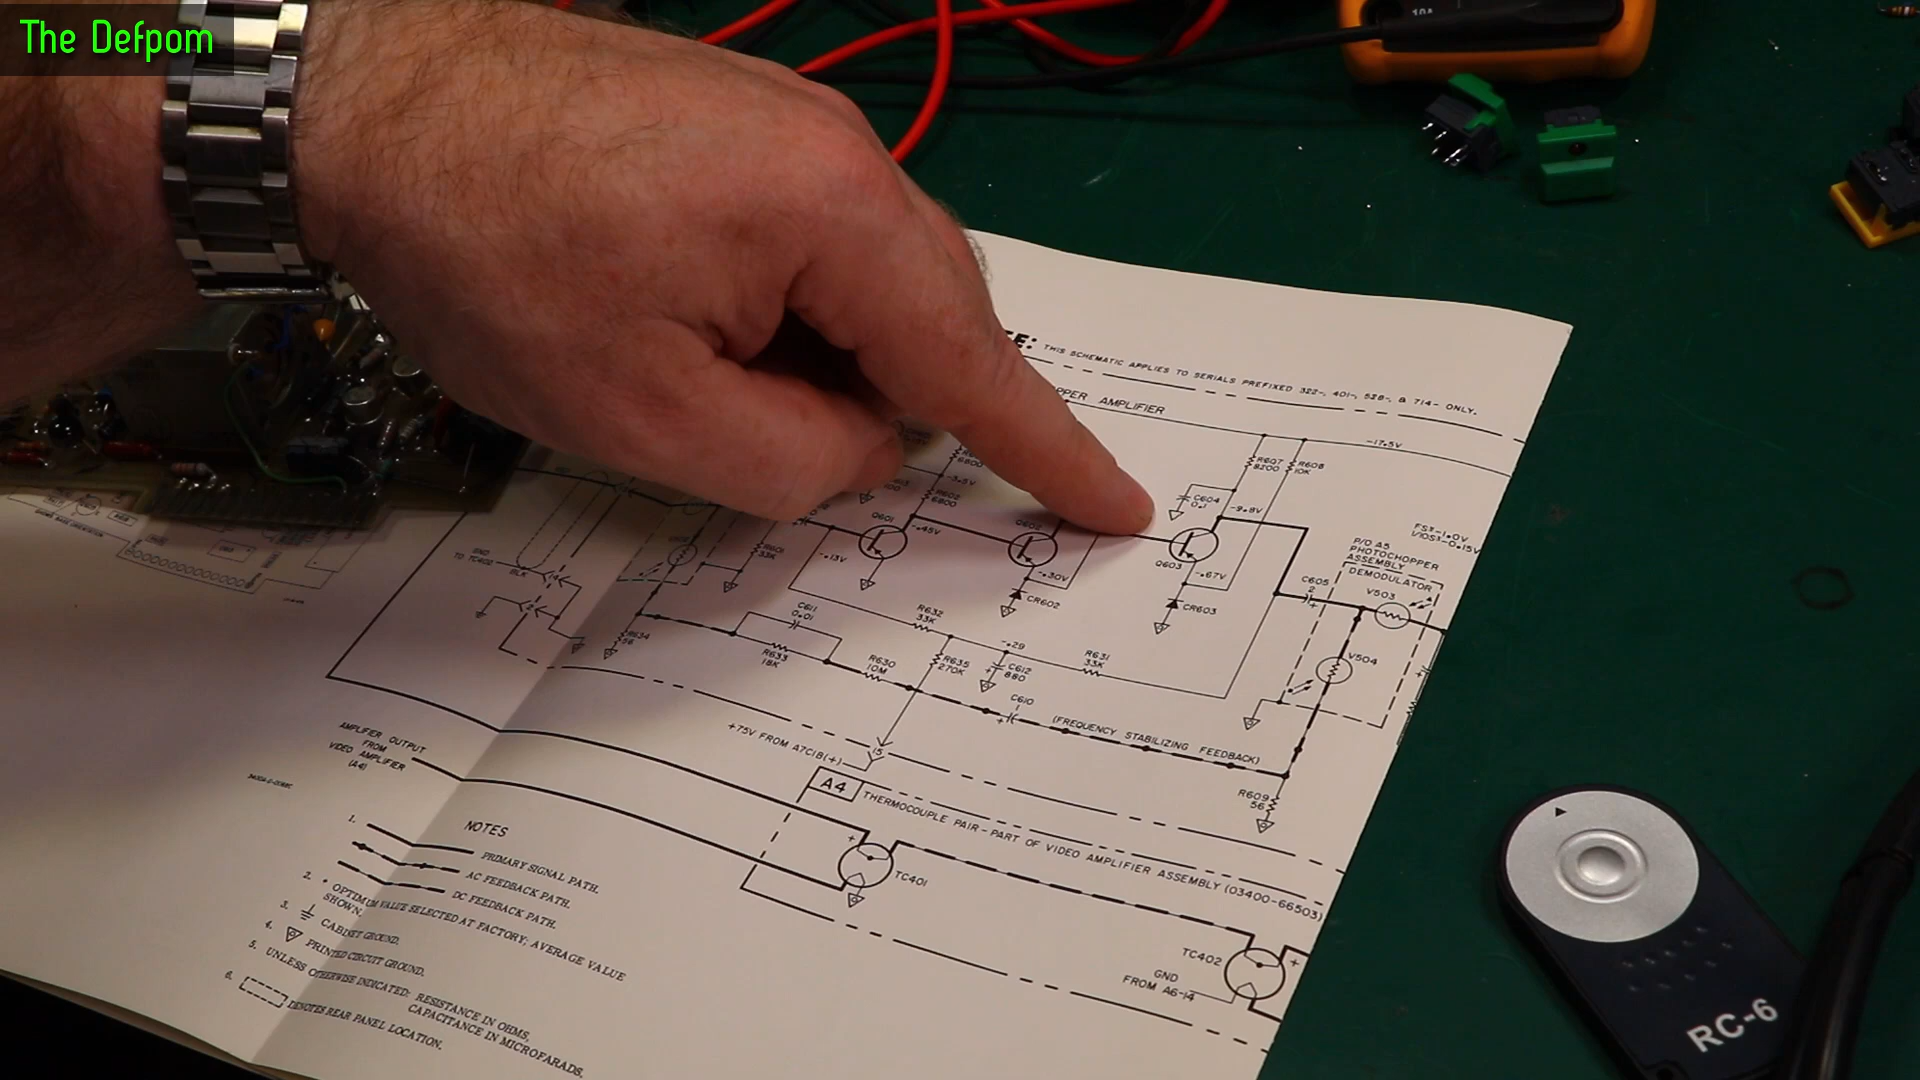 The Defpom
THIS SCHEMATIC APPLIES TO SERIALS PREFIXED 322-, 401-, 528-, & 714- ONLY.
AMPLIFIER
-17.5V
R607
8200
R608
10K
-3.5V
R602
6800
C604
0.1
-9.8V
Q601
-.45V
Q602
-.13V
-.30V
Q603
-.67V
CR602
CR603
P/O A5
PHOTOCHOPPER
ASSEMBLY
DEMODULATOR
V503
C605
2
V504
C611
0.01
R632
33K
-.29
R634
56
R633
18K
R630
10M
R635
270K
C612
880
R631
33K
C610
1
(FREQUENCY STABILIZING FEEDBACK)
+75V FROM A7C1B(+)
15
R609
56
BLK
AMPLIFIER OUTPUT
FROM
VIDEO AMPLIFIER
(A4)
A4
THERMOCOUPLE PAIR-PART OF VIDEO AMPLIFIER ASSEMBLY (03400-66503)
TC401
TC402
GND
FROM A6-14
NOTES
1. PRIMARY SIGNAL PATH.
AC FEEDBACK PATH.
DC FEEDBACK PATH.
2. * OPTIMUM VALUE SELECTED AT FACTORY; AVERAGE VALUE
SHOWN.
3. CABINET GROUND.
4. PRINTED CIRCUIT GROUND.
5. UNLESS OTHERWISE INDICATED: RESISTANCE IN OHMS,
CAPACITANCE IN MICROFARADS.
6. DENOTES REAR PANEL LOCATION.
RC-6